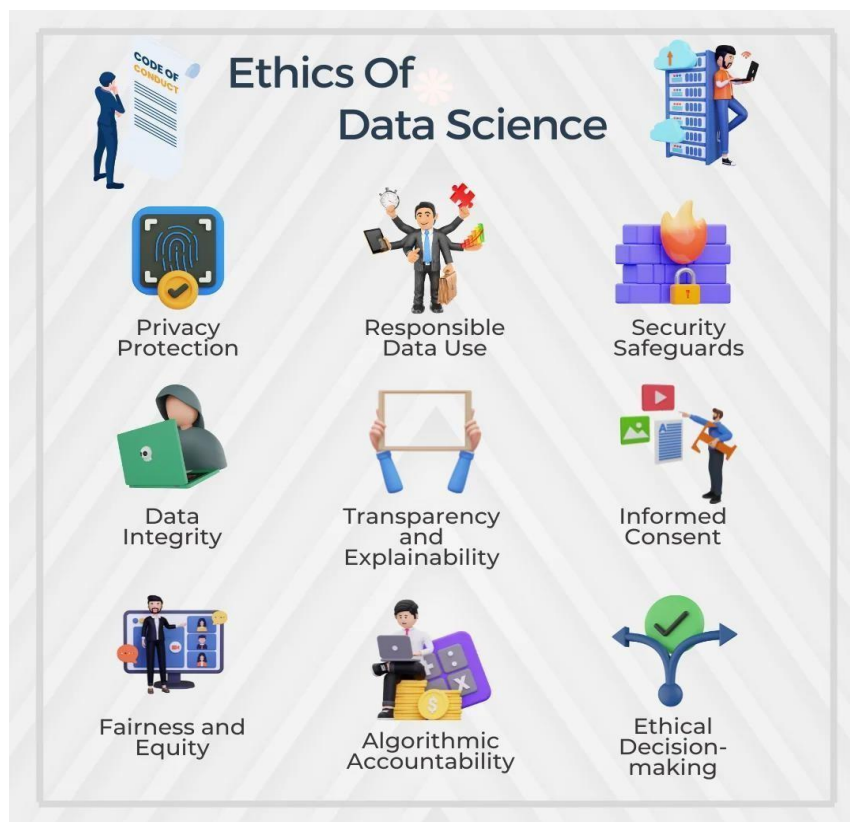 CODE OF
CONDUCT
Ethics Of
Data Science
Privacy
Protection
Responsible
Data Use
Security
Safeguards
Data
Integrity
Transparency
and
Explainability
Informed
Consent
Fairness and
Equity
Algorithmic
Accountability
Ethical
Decision-
making